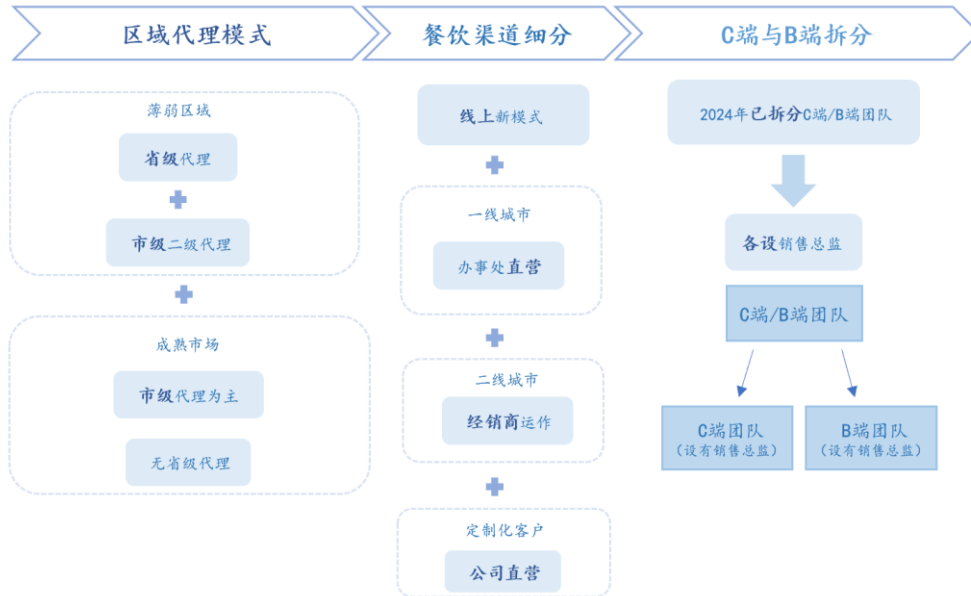 区域代理模式
薄弱区域
省级代理
市级二级代理
成熟市场
市级代理为主
无省级代理
餐饮渠道细分
线上新模式
一线城市
办事处直营
二线城市
经销商运作
定制化客户
公司直营
C端与B端拆分
2024年已拆分C端/B端团队
各设销售总监
C端/B端团队
C端团队
(设有销售总监)
B端团队
(设有销售总监)